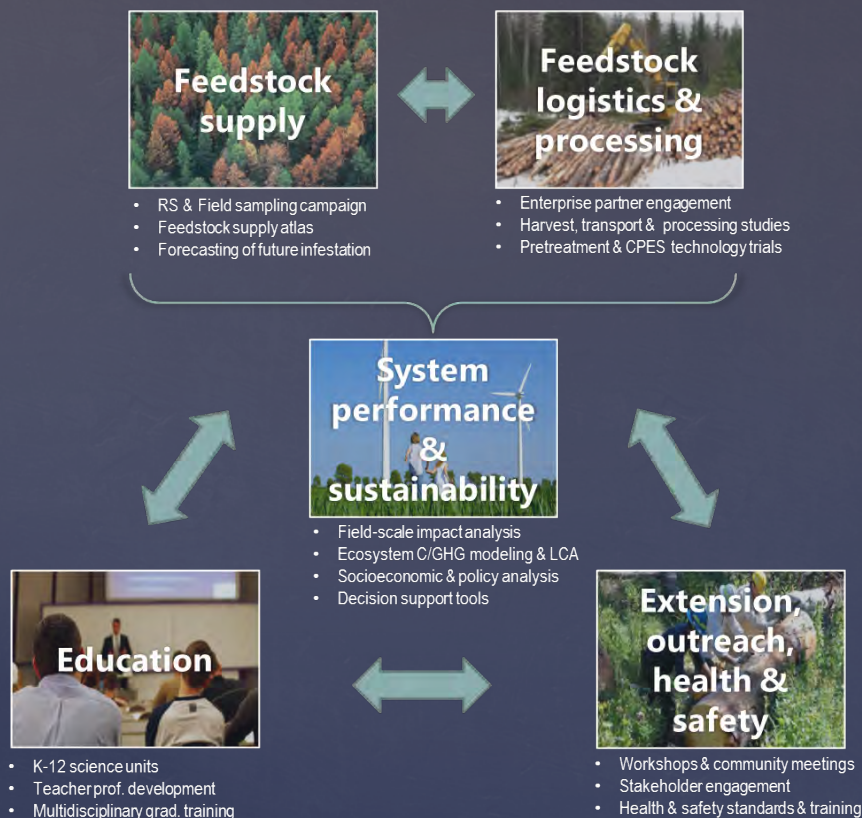 Feedstock
supply
• RS & Field sampling campaign
• Feedstock supply atlas
• Forecasting of future infestation
Feedstock
logistics &
processing
• Enterprise partner engagement
• Harvest, transport & processing studies
• Pretreatment & CPES technology trials
System
performance
&
sustainability
• Field-scale impact analysis
• Ecosystem C/GHG modeling & LCA
• Socioeconomic & policy analysis
• Decision support tools
Education
• K-12 science units
• Teacher prof. development
• Multidisciplinary grad. training
Extension,
outreach,
health &
safety
• Workshops & community meetings
• Stakeholder engagement
• Health & safety standards & training